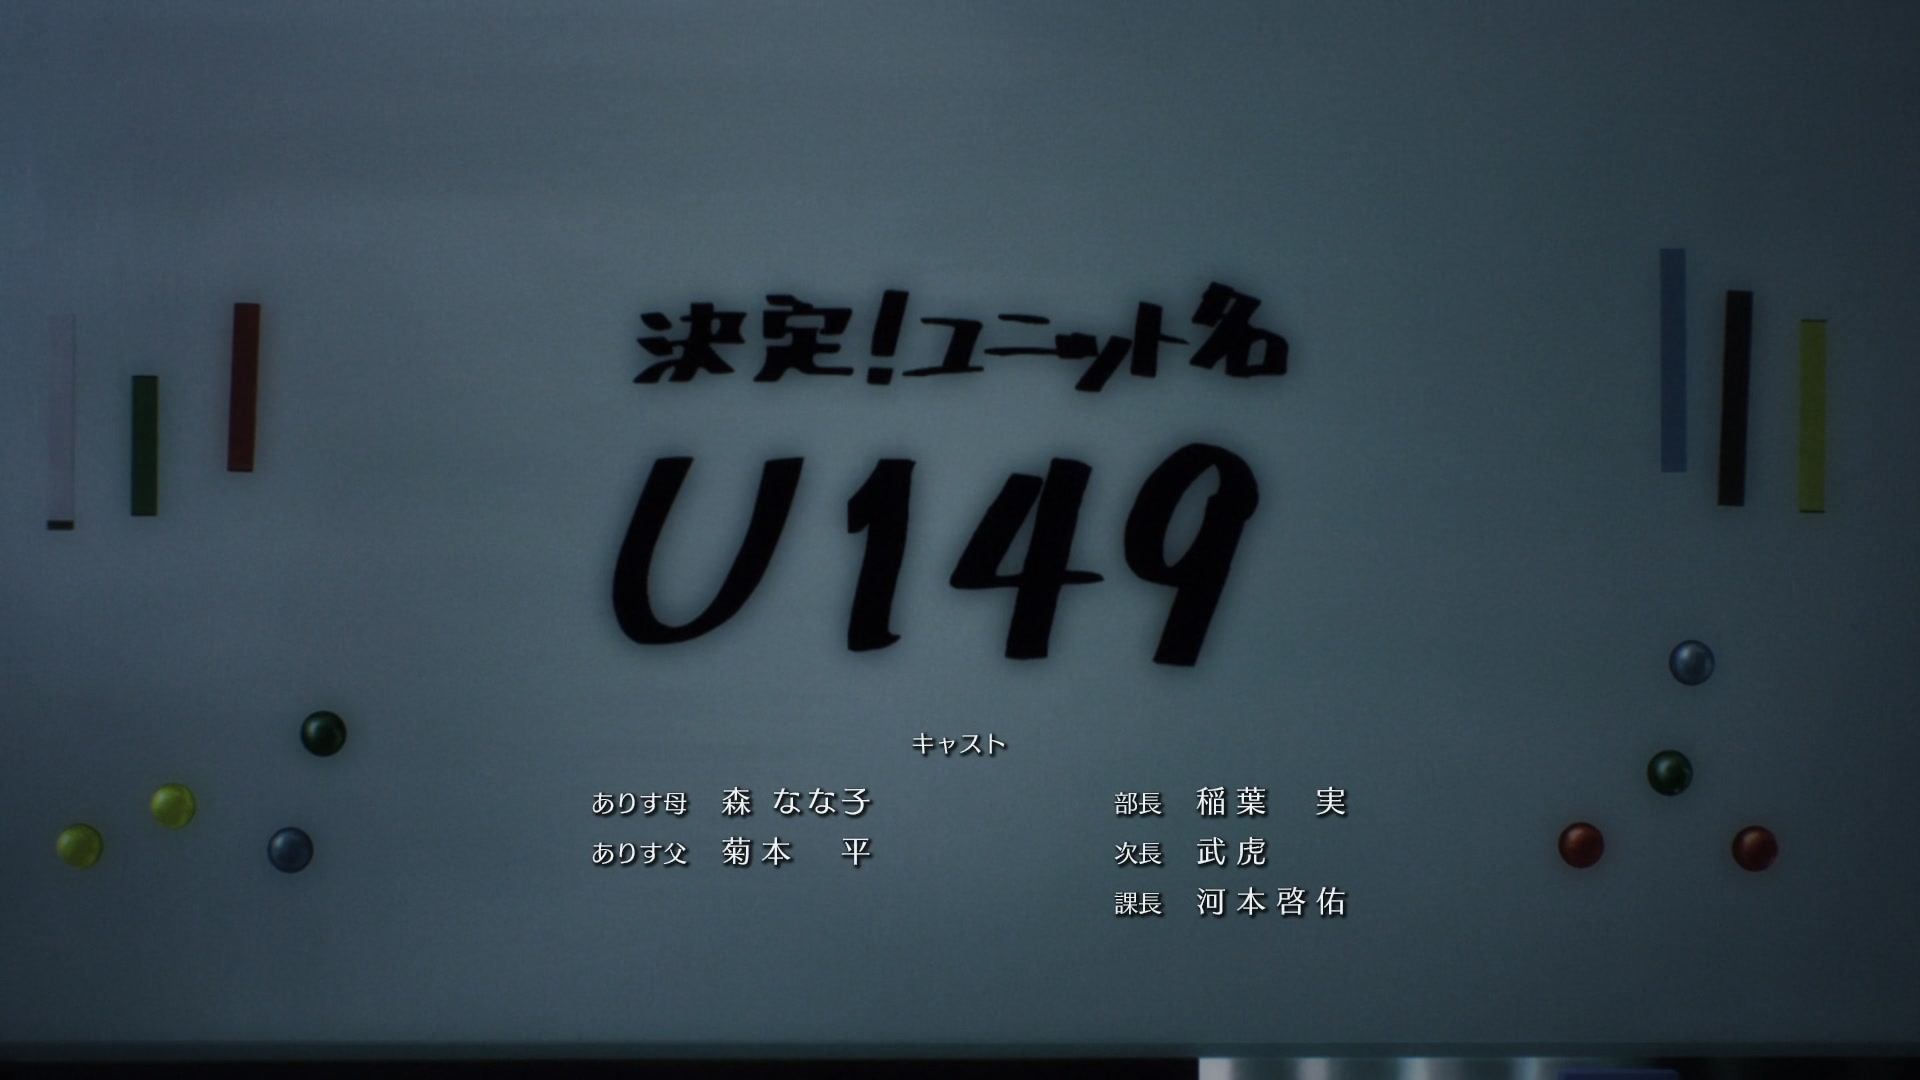 決定!ユニット名
U149
キャスト
ありす母 森 なな子
ありす父 菊本 平
部長 稲葉 実
次長 武虎
課長 河本啓佑